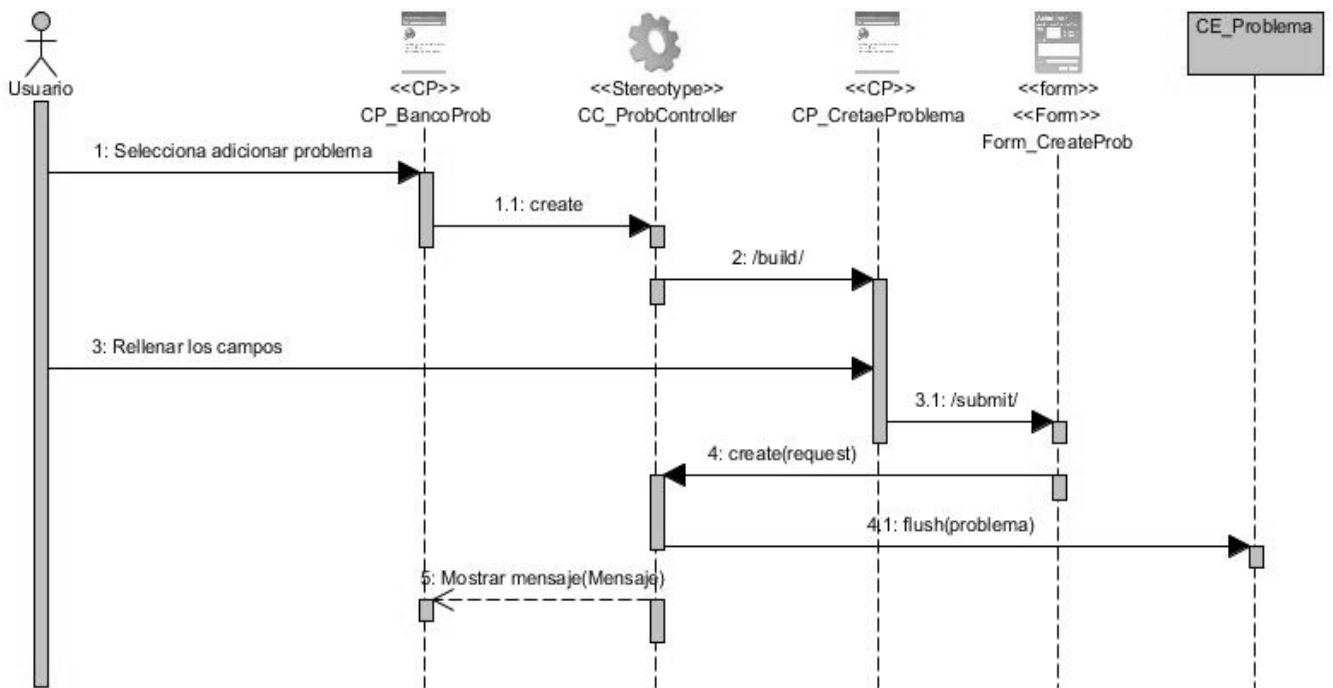 CE_Problema
Usuario
<<CP>>
CP_BancoProb
<<Stereotype>>
CC_ProbController
<<CP>>
CP_CretaeProblema
<<form>>
<<Form>>
Form_CreateProb
1: Selecciona adicionar problema
1.1: create
2: /build/
3: Rellenar los campos
3.1: /submit/
4: create(request)
4.1: flush(problema)
5: Mostrar mensaje(Mensaje)